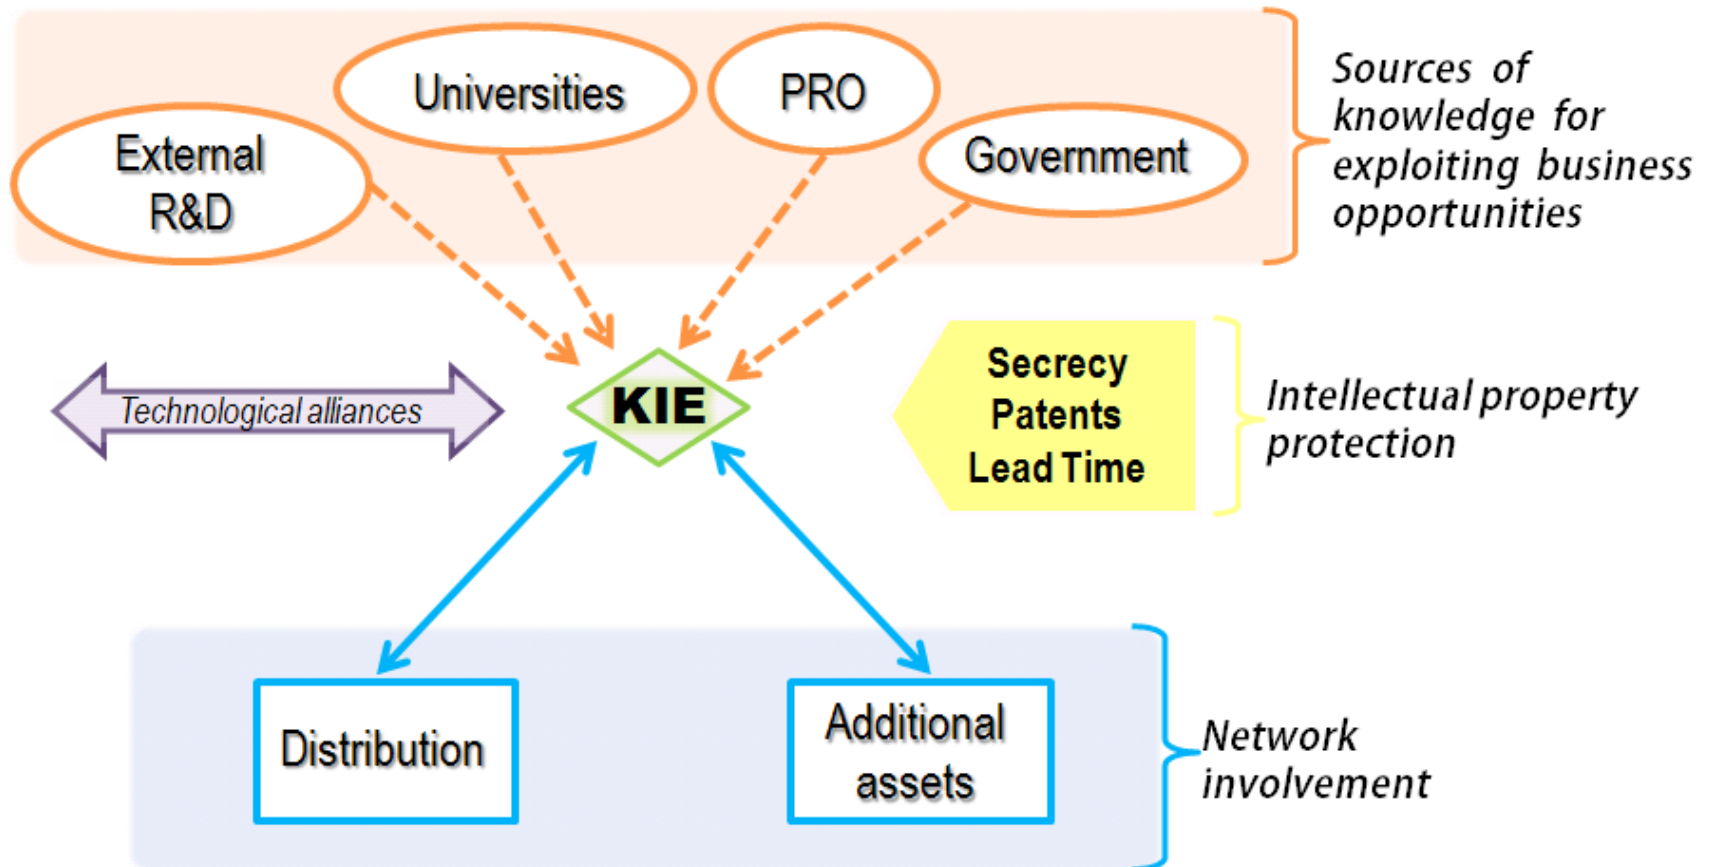 Universities
PRO
External
R&D
Government
Sources of
knowledge for
exploiting business
opportunities
Technological alliances
KIE
Secrecy
Patents
Lead Time
Intellectual property
protection
Distribution
Additional
assets
Network
involvement